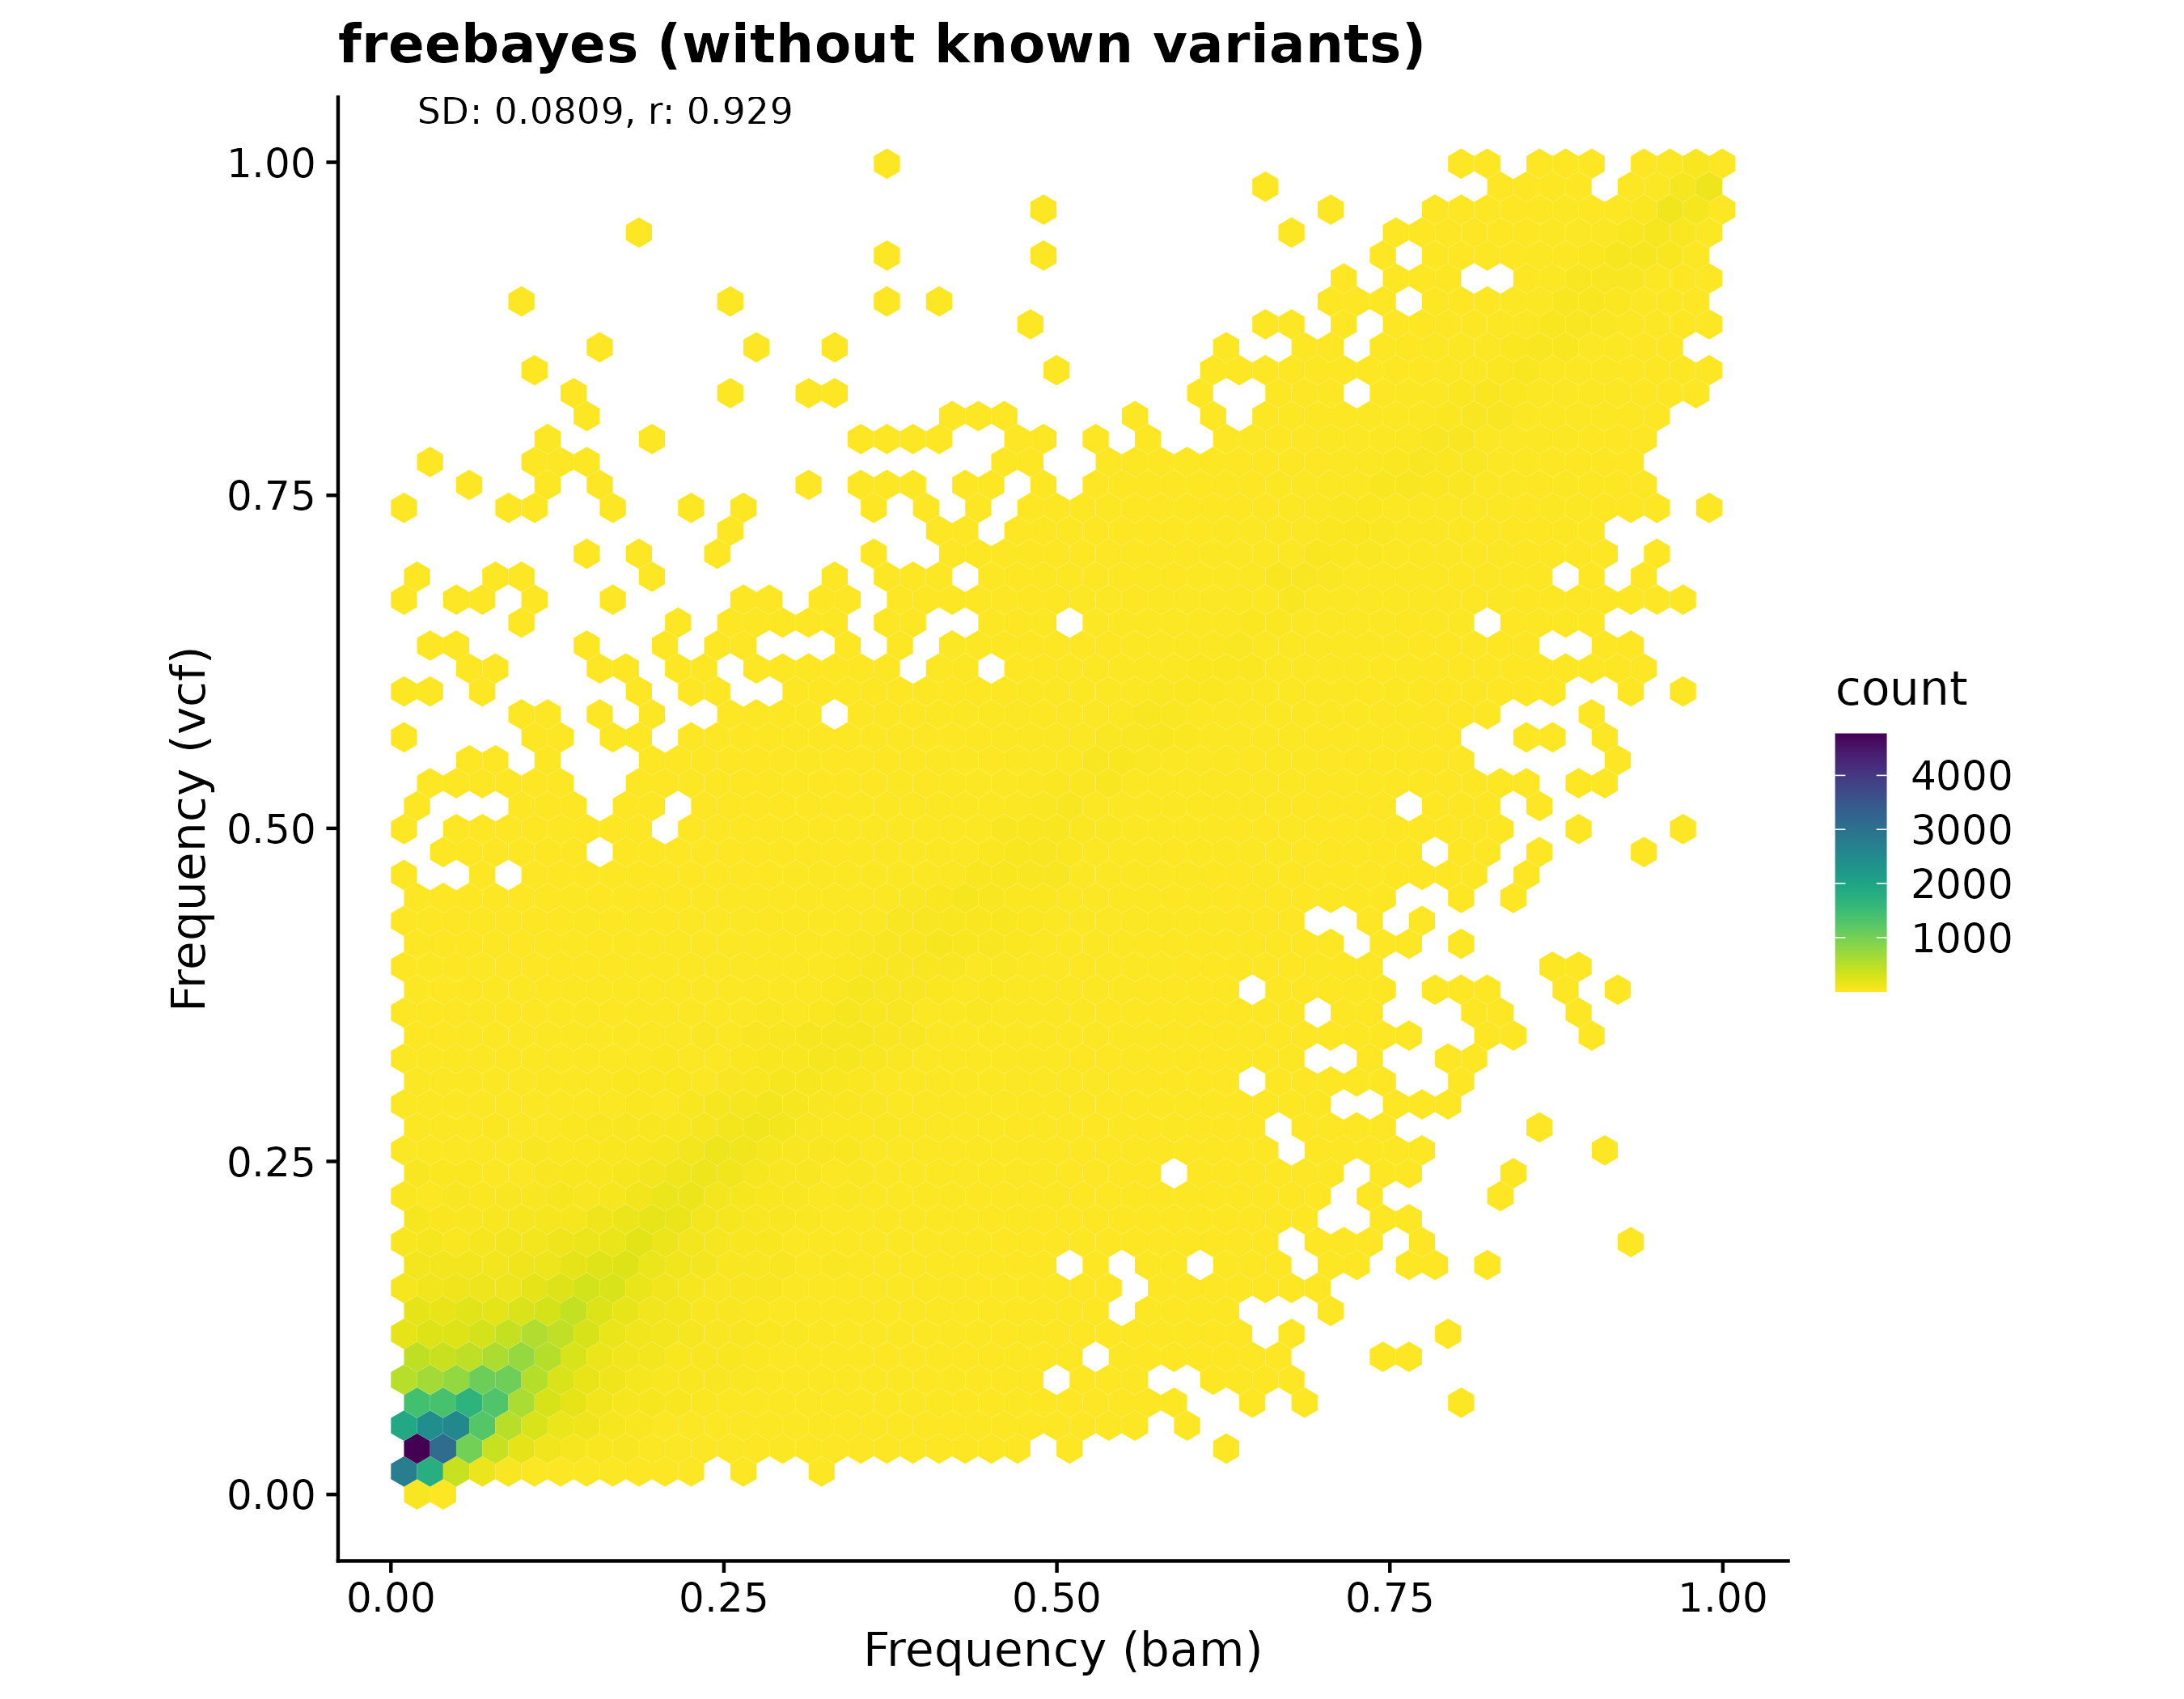 freebayes (without known variants)
SD: 0.0809, r: 0.929
1.00
0.75
0.50
0.25
0.00
Frequency (vcf)
0.00 0.25 0.50 0.75 1.00
Frequency (bam)
count
4000
3000
2000
1000